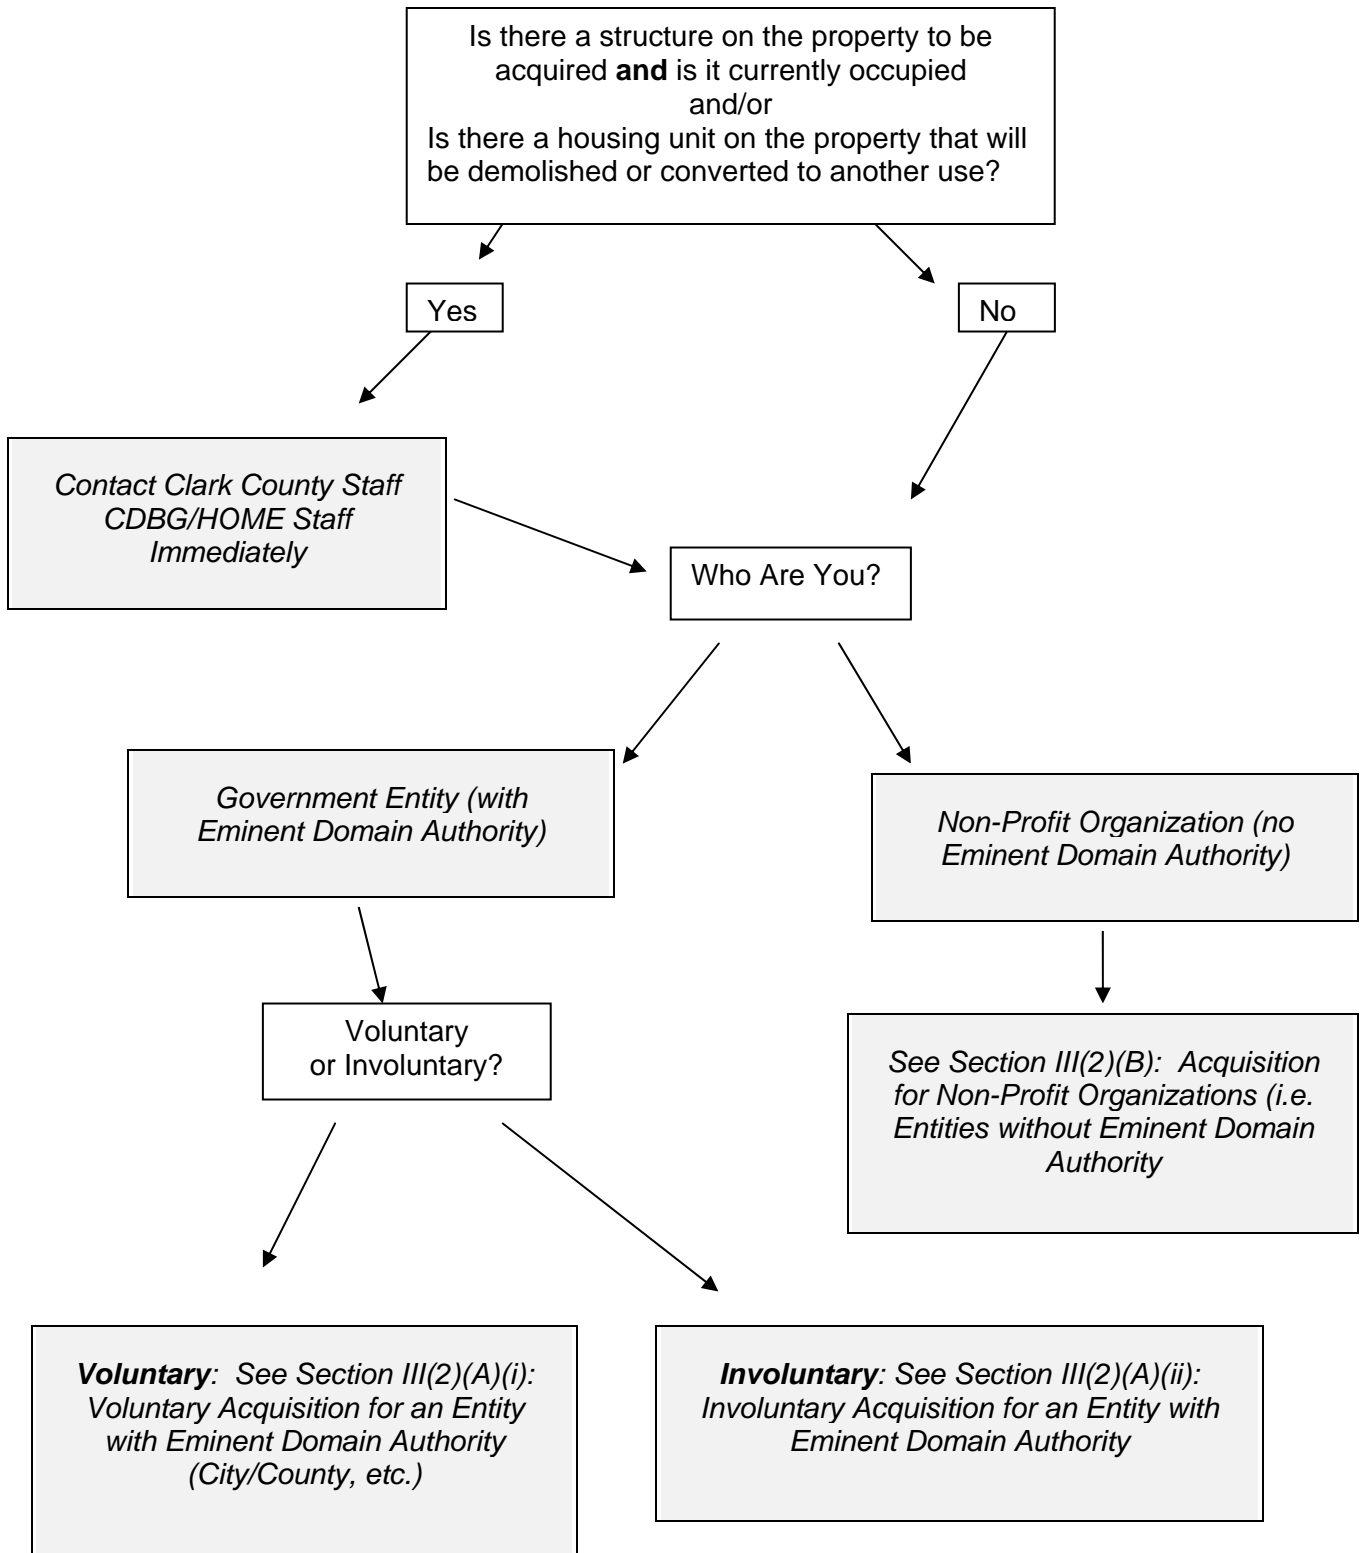 Is there a structure on the property to be
acquired and is it currently occupied
and/or
Is there a housing unit on the property that will
be demolished or converted to another use?
Yes
No
Contact Clark County Staff
CDBG/HOME Staff
Immediately
Who Are You?
Government Entity (with
Eminent Domain Authority)
Non-Profit Organization (no
Eminent Domain Authority)
Voluntary
or Involuntary?
See Section III(2)(B):  Acquisition
for Non-Profit Organizations (i.e.
Entities without Eminent Domain
Authority
Voluntary:  See Section III(2)(A)(i):
Voluntary Acquisition for an Entity
with Eminent Domain Authority
(City/County, etc.)
Involuntary: See Section III(2)(A)(ii):
Involuntary Acquisition for an Entity with
Eminent Domain Authority